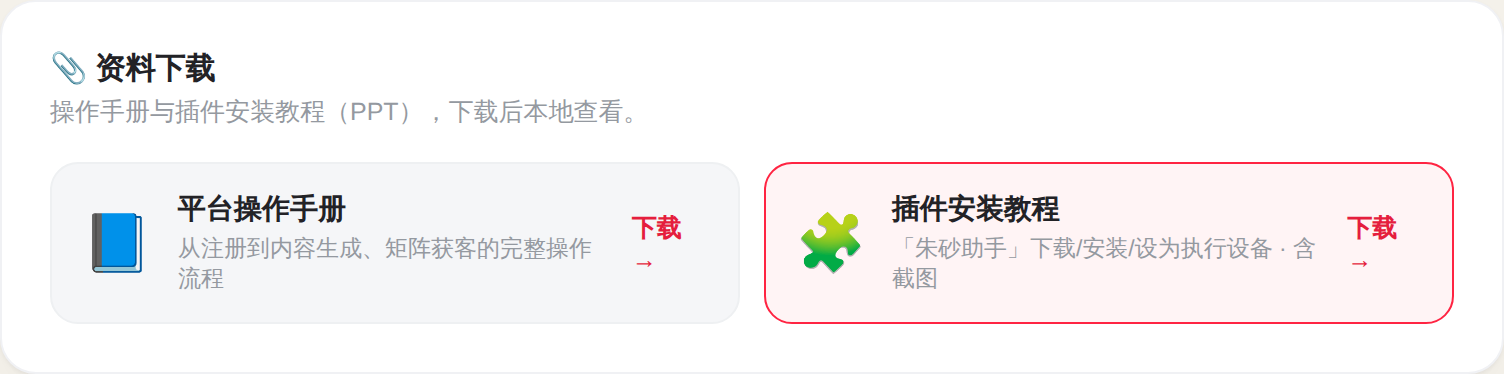 📎 资料下载
操作手册与插件安装教程（PPT），下载后本地查看。
平台操作手册
从注册到内容生成、矩阵获客的完整操作
流程
下载
→
插件安装教程
「朱砂助手」下载/安装/设为执行设备 · 含
截图
下载
→